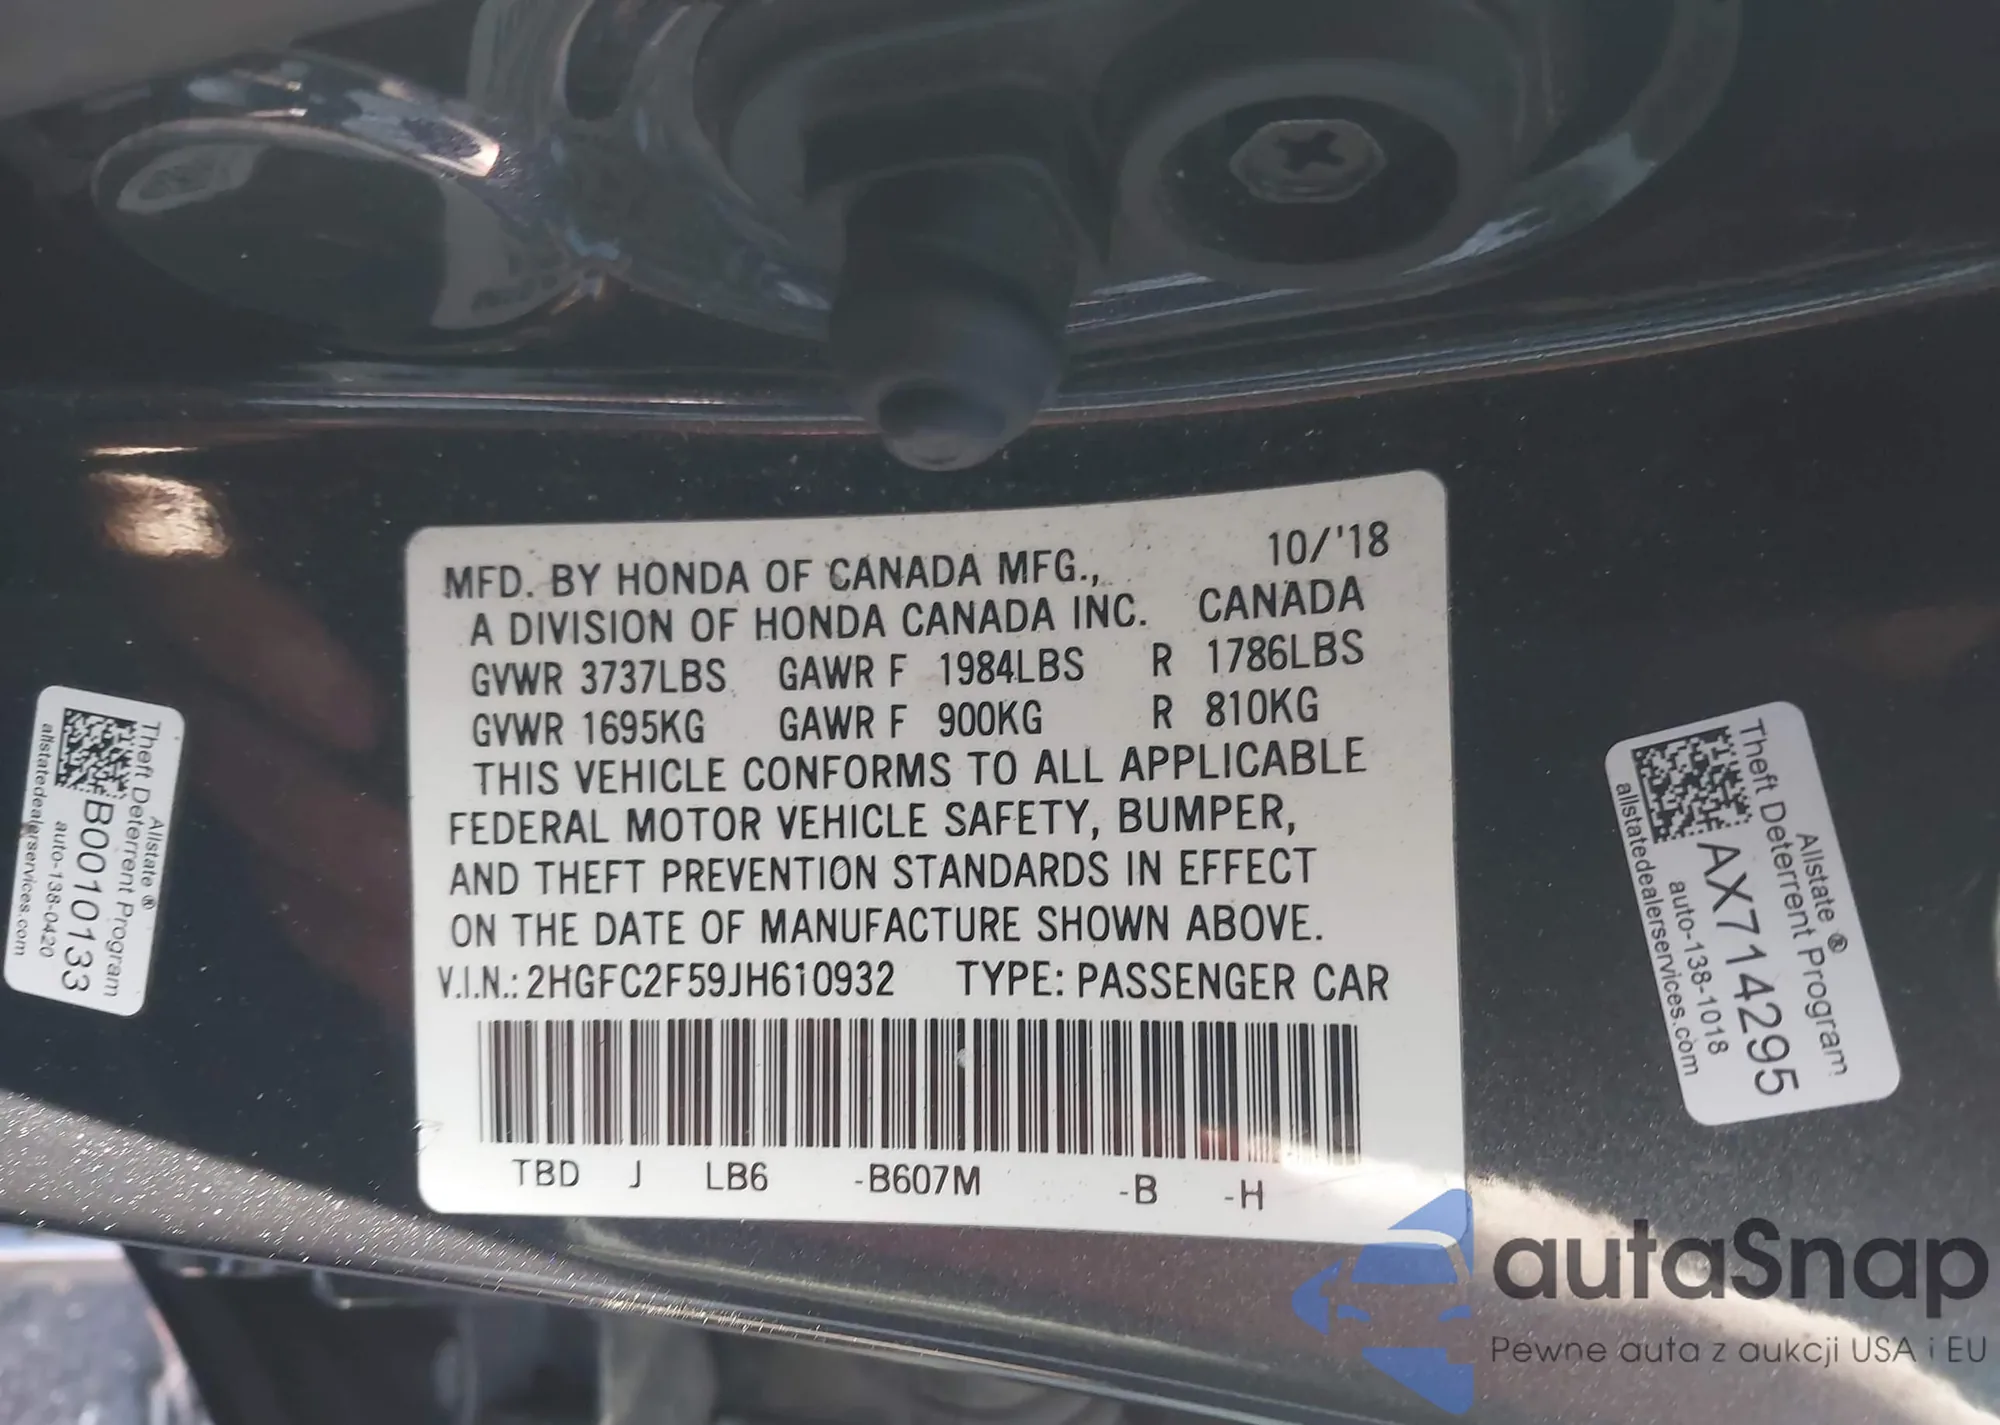 MFD. BY HONDA OF CANADA MFG., 10/'18
A DIVISION OF HONDA CANADA INC. CANADA
GVWR 3737LBS GAWR F 1984LBS R 1786LBS
GVWR 1695KG GAWR F 900KG R 810KG
THIS VEHICLE CONFORMS TO ALL APPLICABLE
FEDERAL MOTOR VEHICLE SAFETY, BUMPER,
AND THEFT PREVENTION STANDARDS IN EFFECT
ON THE DATE OF MANUFACTURE SHOWN ABOVE.
V.I.N.: 2HGFC2F59JH610932 TYPE: PASSENGER CAR
TBD J LB6 -B607M -B -H
Allstate®
Theft Deterrent Program
B0010133
auto-138-0420
allstatedealerservices.com
Allstate®
Theft Deterrent Program
AX714295
auto-138-1018
allstatedealerservices.com
autaSnap
Pewne auta z aukcji USA i EU